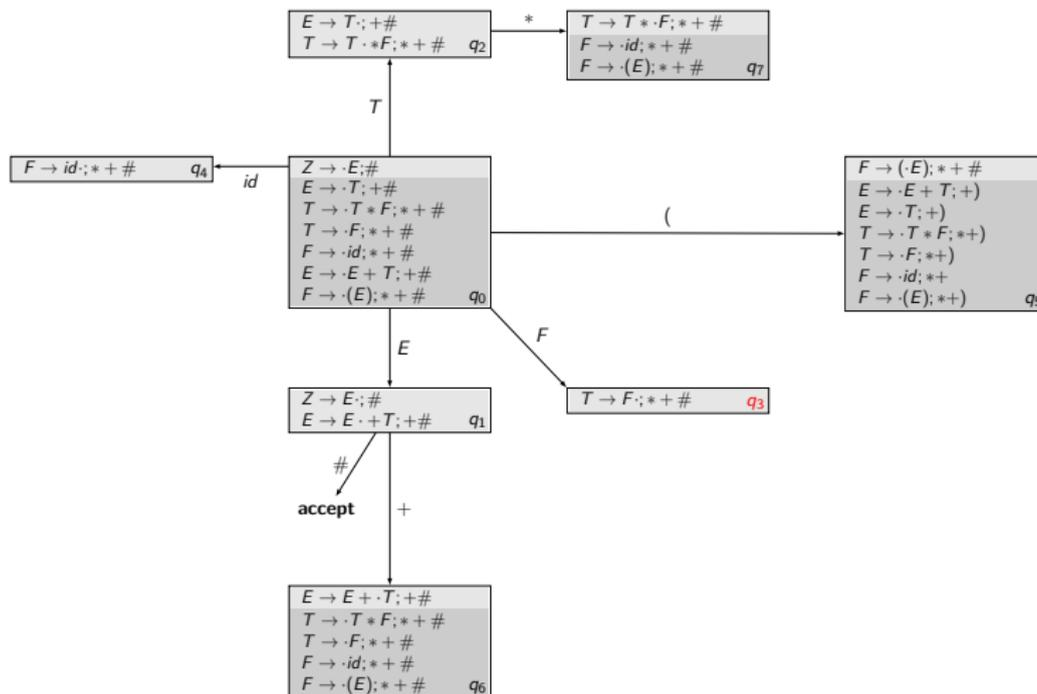 E → T·; +#
T → T · *F; * + #
q2
*
T → T * ·F; * + #
F → ·id; * + #
F → ·(E); * + #
q7
T
F → id·; * + #
q4
id
Z → ·E; #
E → ·T; +#
T → ·T * F; * + #
T → ·F; * + #
F → ·id; * + #
E → ·E + T; +#
F → ·(E); * + #
q0
(
F → (·E); * + #
E → ·E + T; +)
E → ·T; +)
T → ·T * F; *+)
T → ·F; *+)
F → ·id; *+
F → ·(E); *+)
F
E
Z → E·; #
E → E · +T; +#
q1
T → F·; * + #
q3
#
accept
+
E → E + ·T; +#
T → ·T * F; * + #
T → ·F; * + #
F → ·id; * + #
F → ·(E); * + #
q6